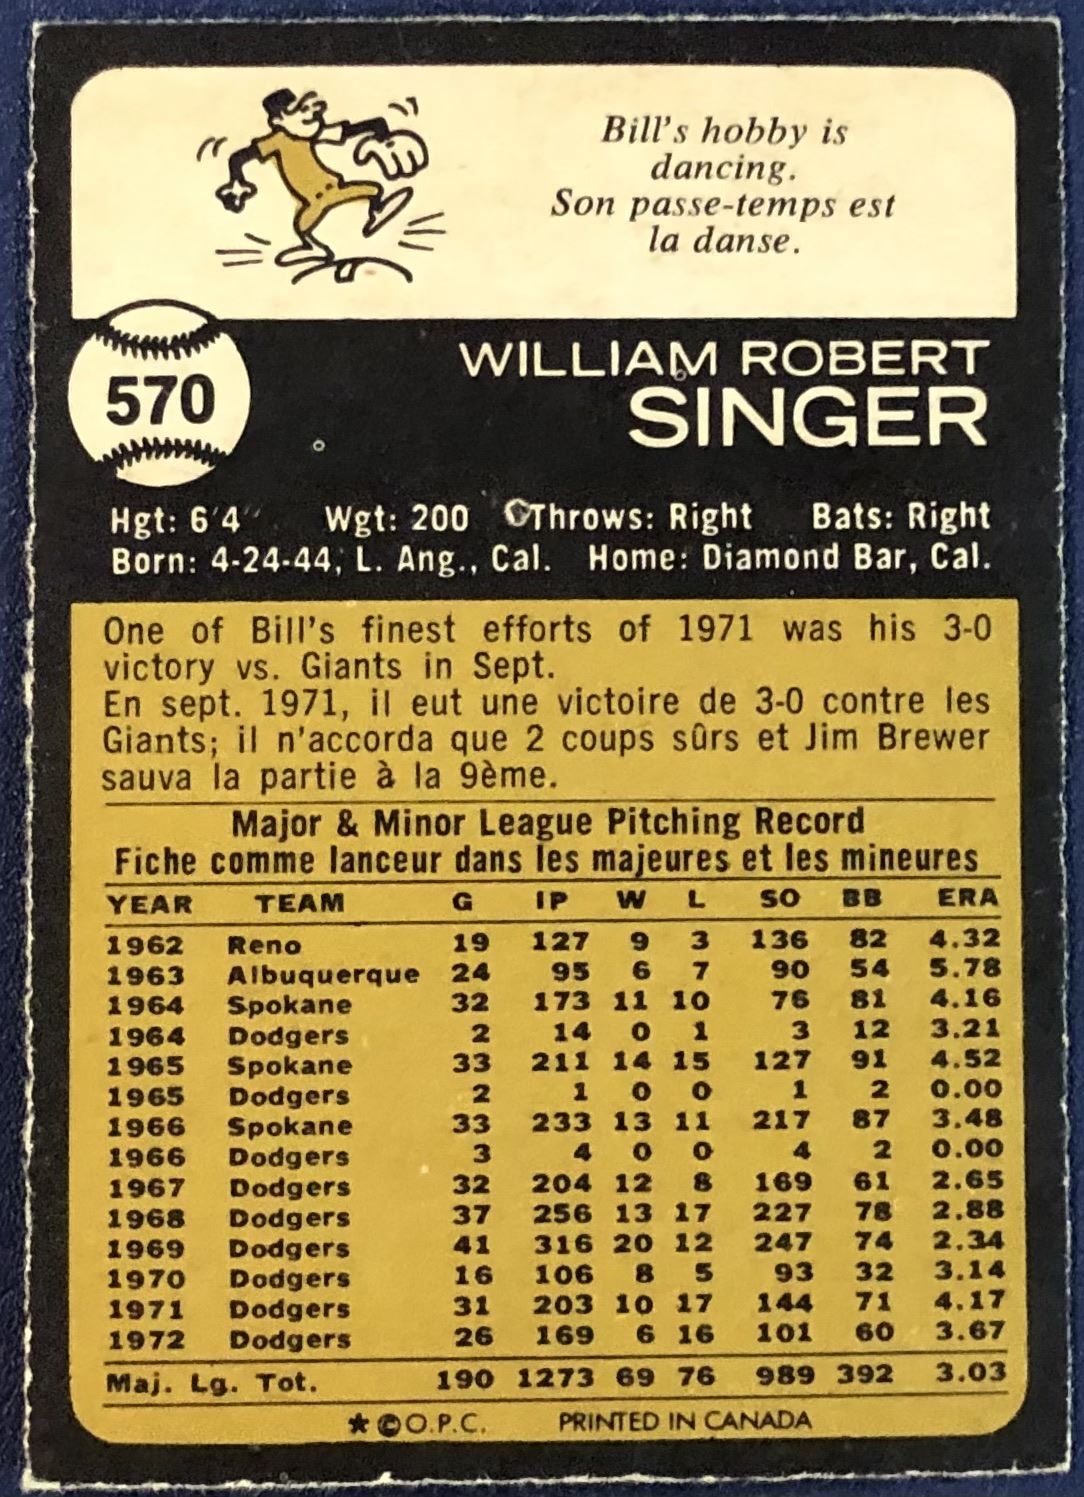 Bill's hobby is
dancing.
Son passe-temps est
la danse.
570
WILLIAM ROBERT
SINGER
Hgt: 6'4" Wgt: 200 Throws: Right Bats: Right
Born: 4-24-44, L. Ang., Cal. Home: Diamond Bar, Cal.
One of Bill's finest efforts of 1971 was his 3-0
victory vs. Giants in Sept.
En sept. 1971, il eut une victoire de 3-0 contre les
Giants; il n'accorda que 2 coups sûrs et Jim Brewer
sauva la partie à la 9ème.
Major & Minor League Pitching Record
Fiche comme lanceur dans les majeures et les mineures
YEAR TEAM G IP W L SO BB ERA
1962 Reno 19 127 9 3 136 82 4.32
1963 Albuquerque 24 95 6 7 90 54 5.78
1964 Spokane 32 173 11 10 76 81 4.16
1964 Dodgers 2 14 0 1 3 12 3.21
1965 Spokane 33 211 14 15 127 91 4.52
1965 Dodgers 2 1 0 0 1 2 0.00
1966 Spokane 33 233 13 11 217 87 3.48
1966 Dodgers 3 4 0 0 4 2 0.00
1967 Dodgers 32 204 12 8 169 61 2.65
1968 Dodgers 37 256 13 17 227 78 2.88
1969 Dodgers 41 316 20 12 247 74 2.34
1970 Dodgers 16 106 8 5 93 32 3.14
1971 Dodgers 31 203 10 17 144 71 4.17
1972 Dodgers 26 169 6 16 101 60 3.67
Maj. Lg. Tot. 190 1273 69 76 989 392 3.03
★ © O.P.C. PRINTED IN CANADA